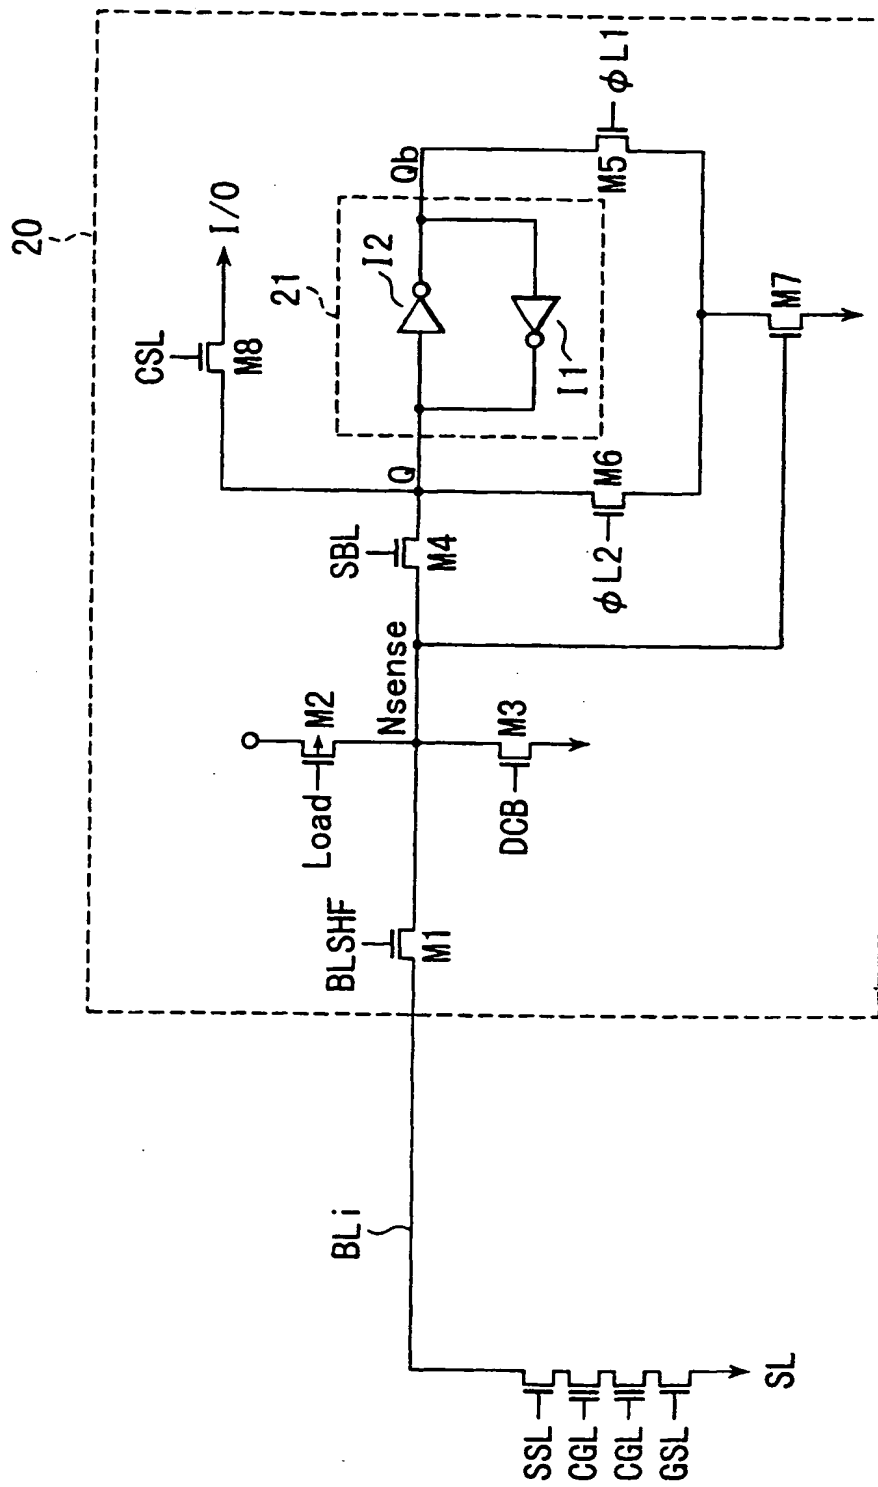 20
CSL
M8
I/O
21
I2
I1
Qb
φL1
M5
Q
SBL
M4
φL2
M6
M7
Nsense
Load
M2
DCB
M3
BLSHF
M1
BLi
SSL
CGL
CGL
GSL
SL